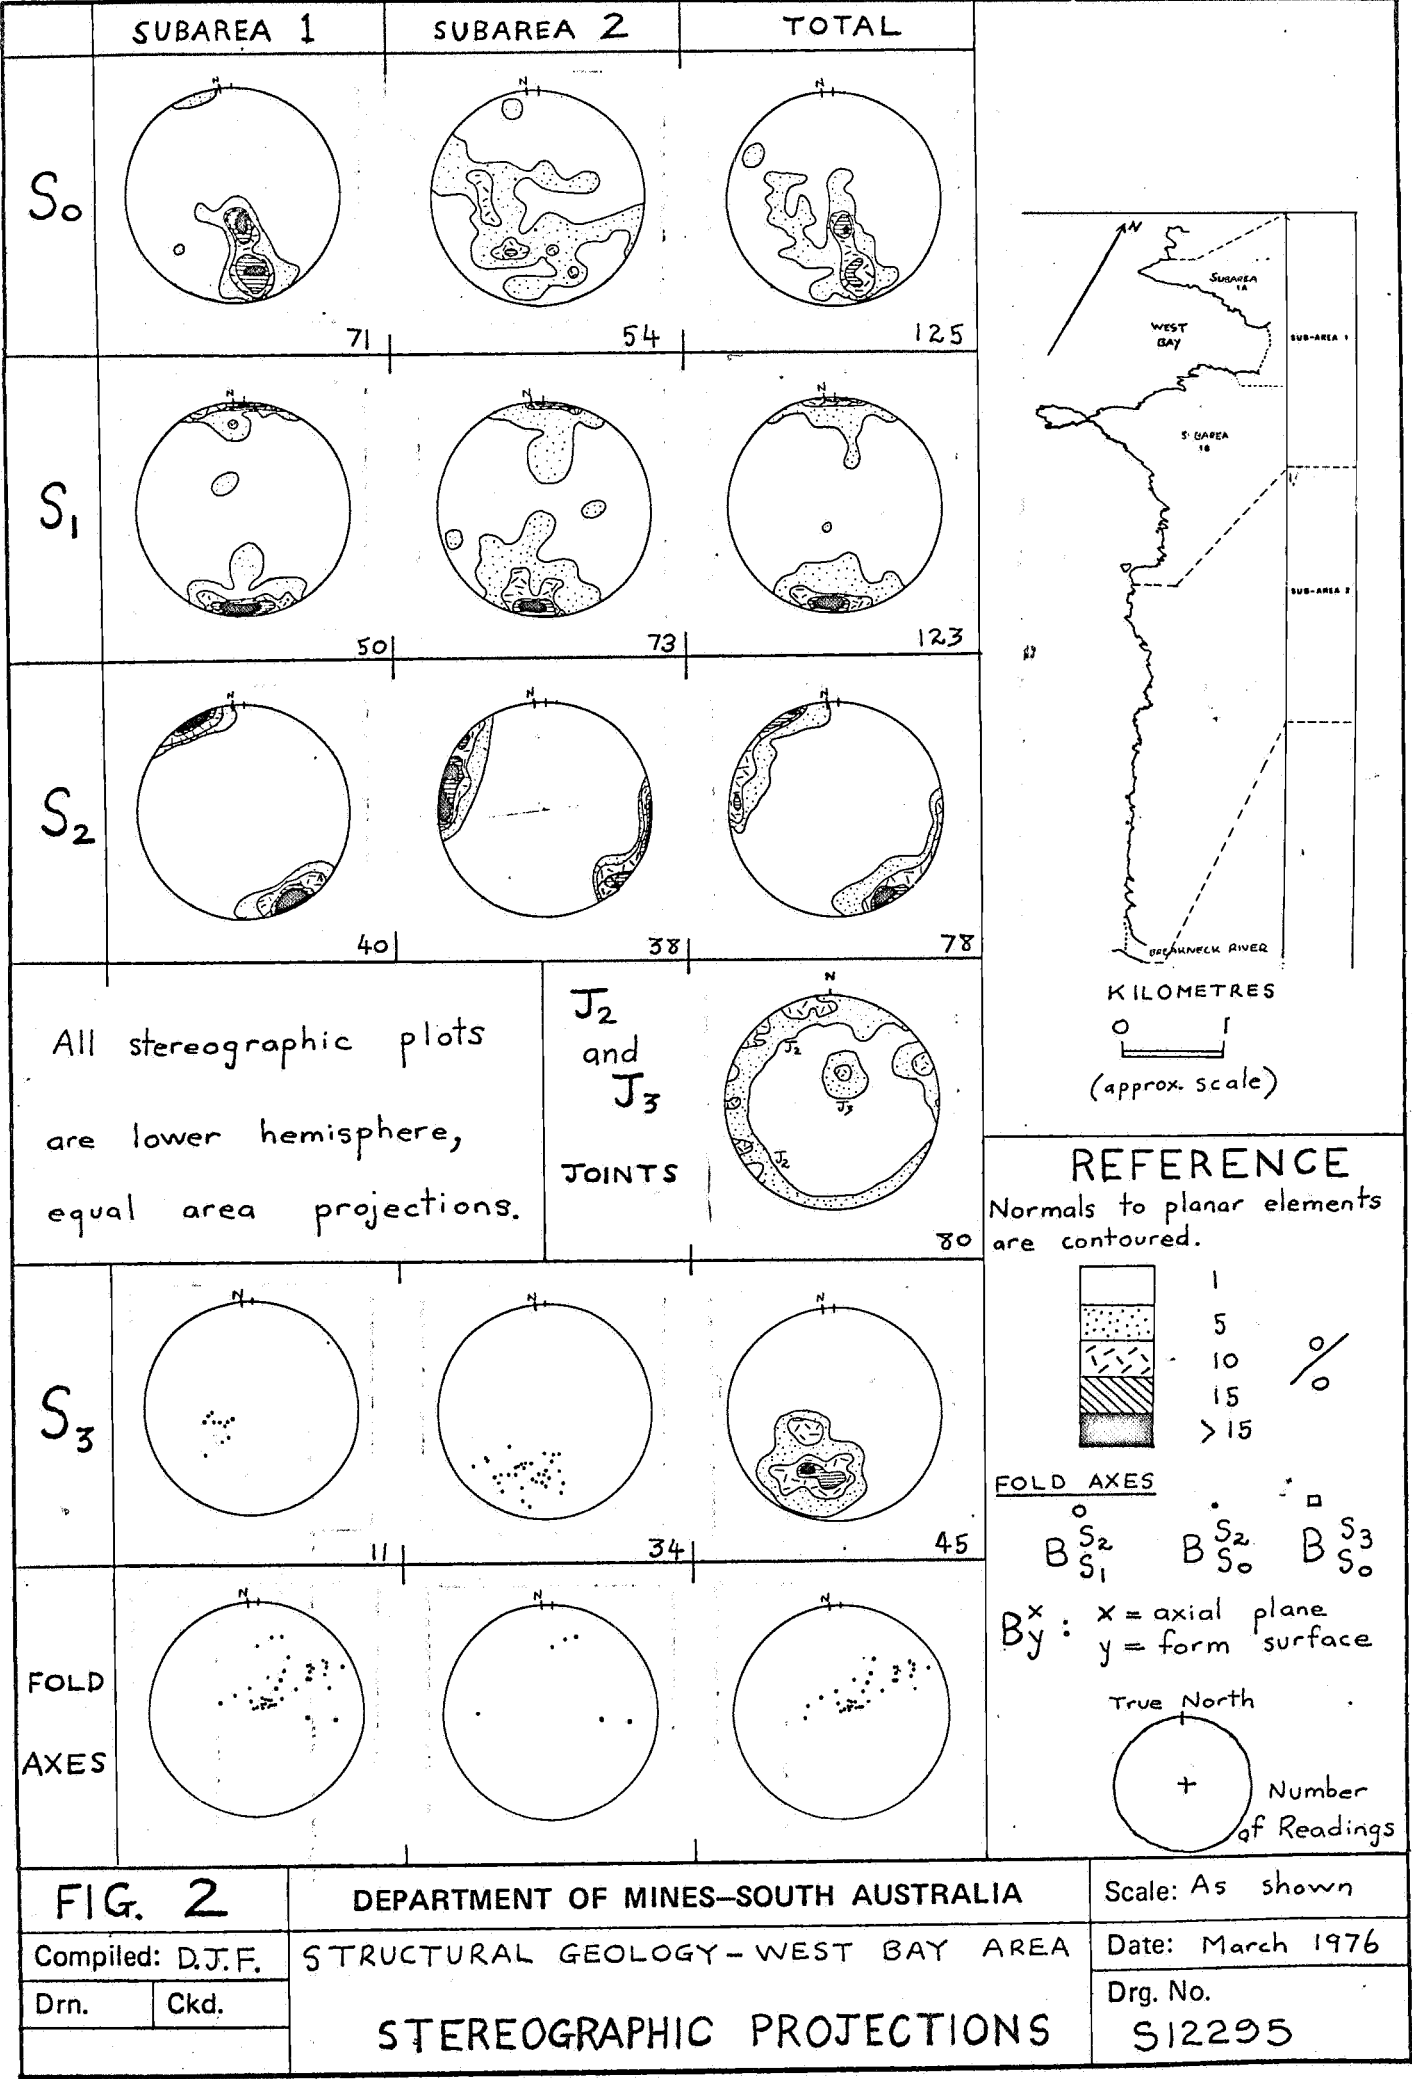 SUBAREA 1
SUBAREA 2
TOTAL
S0
N
N
N
71
54
125
S1
N
N
N
50
73
123
S2
N
N
N
40
38
78
All stereographic plots
are lower hemisphere,
equal area projections.
J2
and
J3
JOINTS
N
J2
J3
J2
80
S3
N
N
N
11
34
45
FOLD
AXES
N
N
N
N
SUBAREA
1A
WEST
BAY
SUB-AREA 1
SUBAREA
1B
SUB-AREA 2
BREAKNECK RIVER
KILOMETRES
0 1
(approx. scale)
REFERENCE
Normals to planar elements
are contoured.
1
5
10
15
>15
%
FOLD AXES
B S2 S1
B S2 S0
B S3 S0
B x y : x = axial plane
y = form surface
True North
Number
of Readings
FIG. 2
Compiled: D.J.F.
Drn.
Ckd.
DEPARTMENT OF MINES–SOUTH AUSTRALIA
STRUCTURAL GEOLOGY – WEST BAY AREA
STEREOGRAPHIC PROJECTIONS
Scale: As shown
Date: March 1976
Drg. No.
S12295